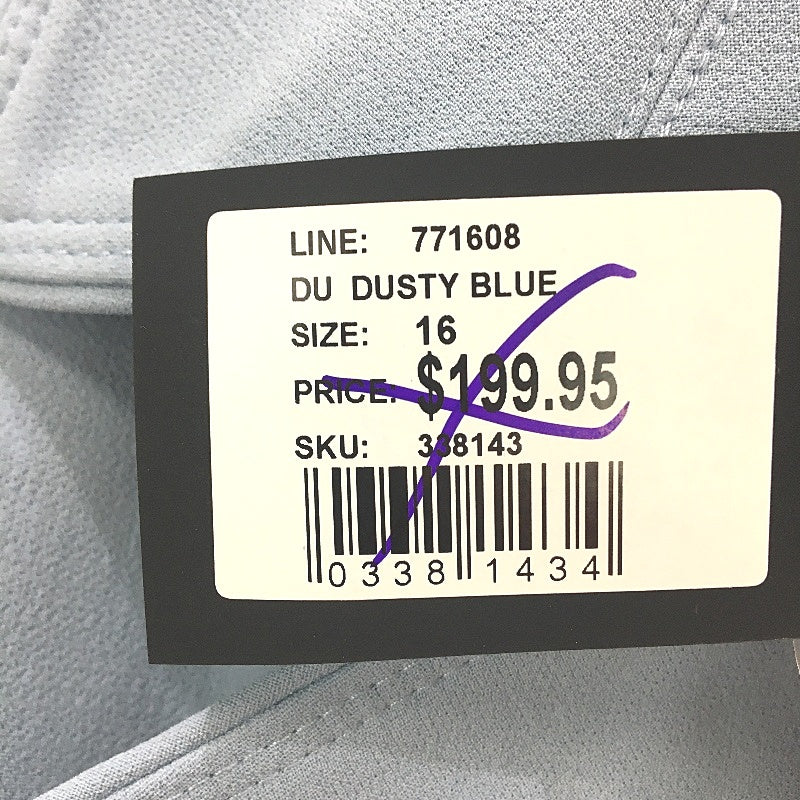 LINE: 771608
DU DUSTY BLUE
SIZE: 16
PRICE: $199.95
SKU: 338143
0338 1434